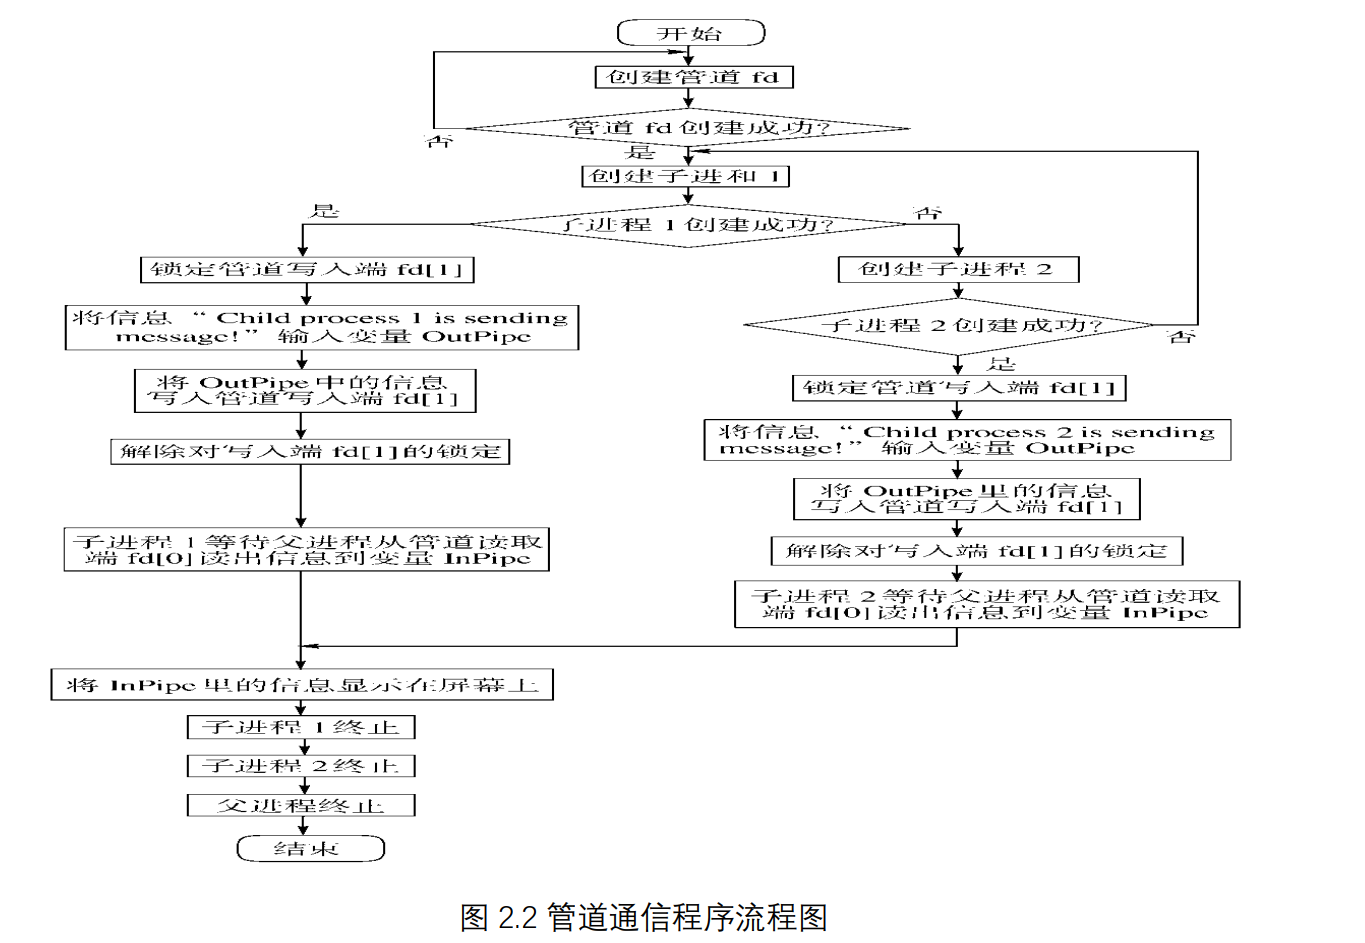 开始
创建管道 fd
管道 fd 创建成功?
否
是
创建子进和 1
子进程 1 创建成功?
是
否
锁定管道写入端 fd[1]
将信息 “ Child process 1 is sending
message!” 输入变量 OutPipe
将 OutPipe 中的信息
写入管道写入端 fd[1]
解除对写入端 fd[1] 的锁定
子进程 1 等待父进程从管道读取
端 fd[0] 读出信息到变量 InPipe
创建子进程 2
子进程 2 创建成功?
否
是
锁定管道写入端 fd[1]
将信息 “ Child process 2 is sending
message!” 输入变量 OutPipe
将 OutPipe 里的信息
写入管道写入端 fd[1]
解除对写入端 fd[1] 的锁定
子进程 2 等待父进程从管道读取
端 fd[0] 读出信息到变量 InPipe
将 InPipe 里的信息显示在屏幕上
子进程 1 终止
子进程 2 终止
父进程终止
结束
图 2.2 管道通信程序流程图